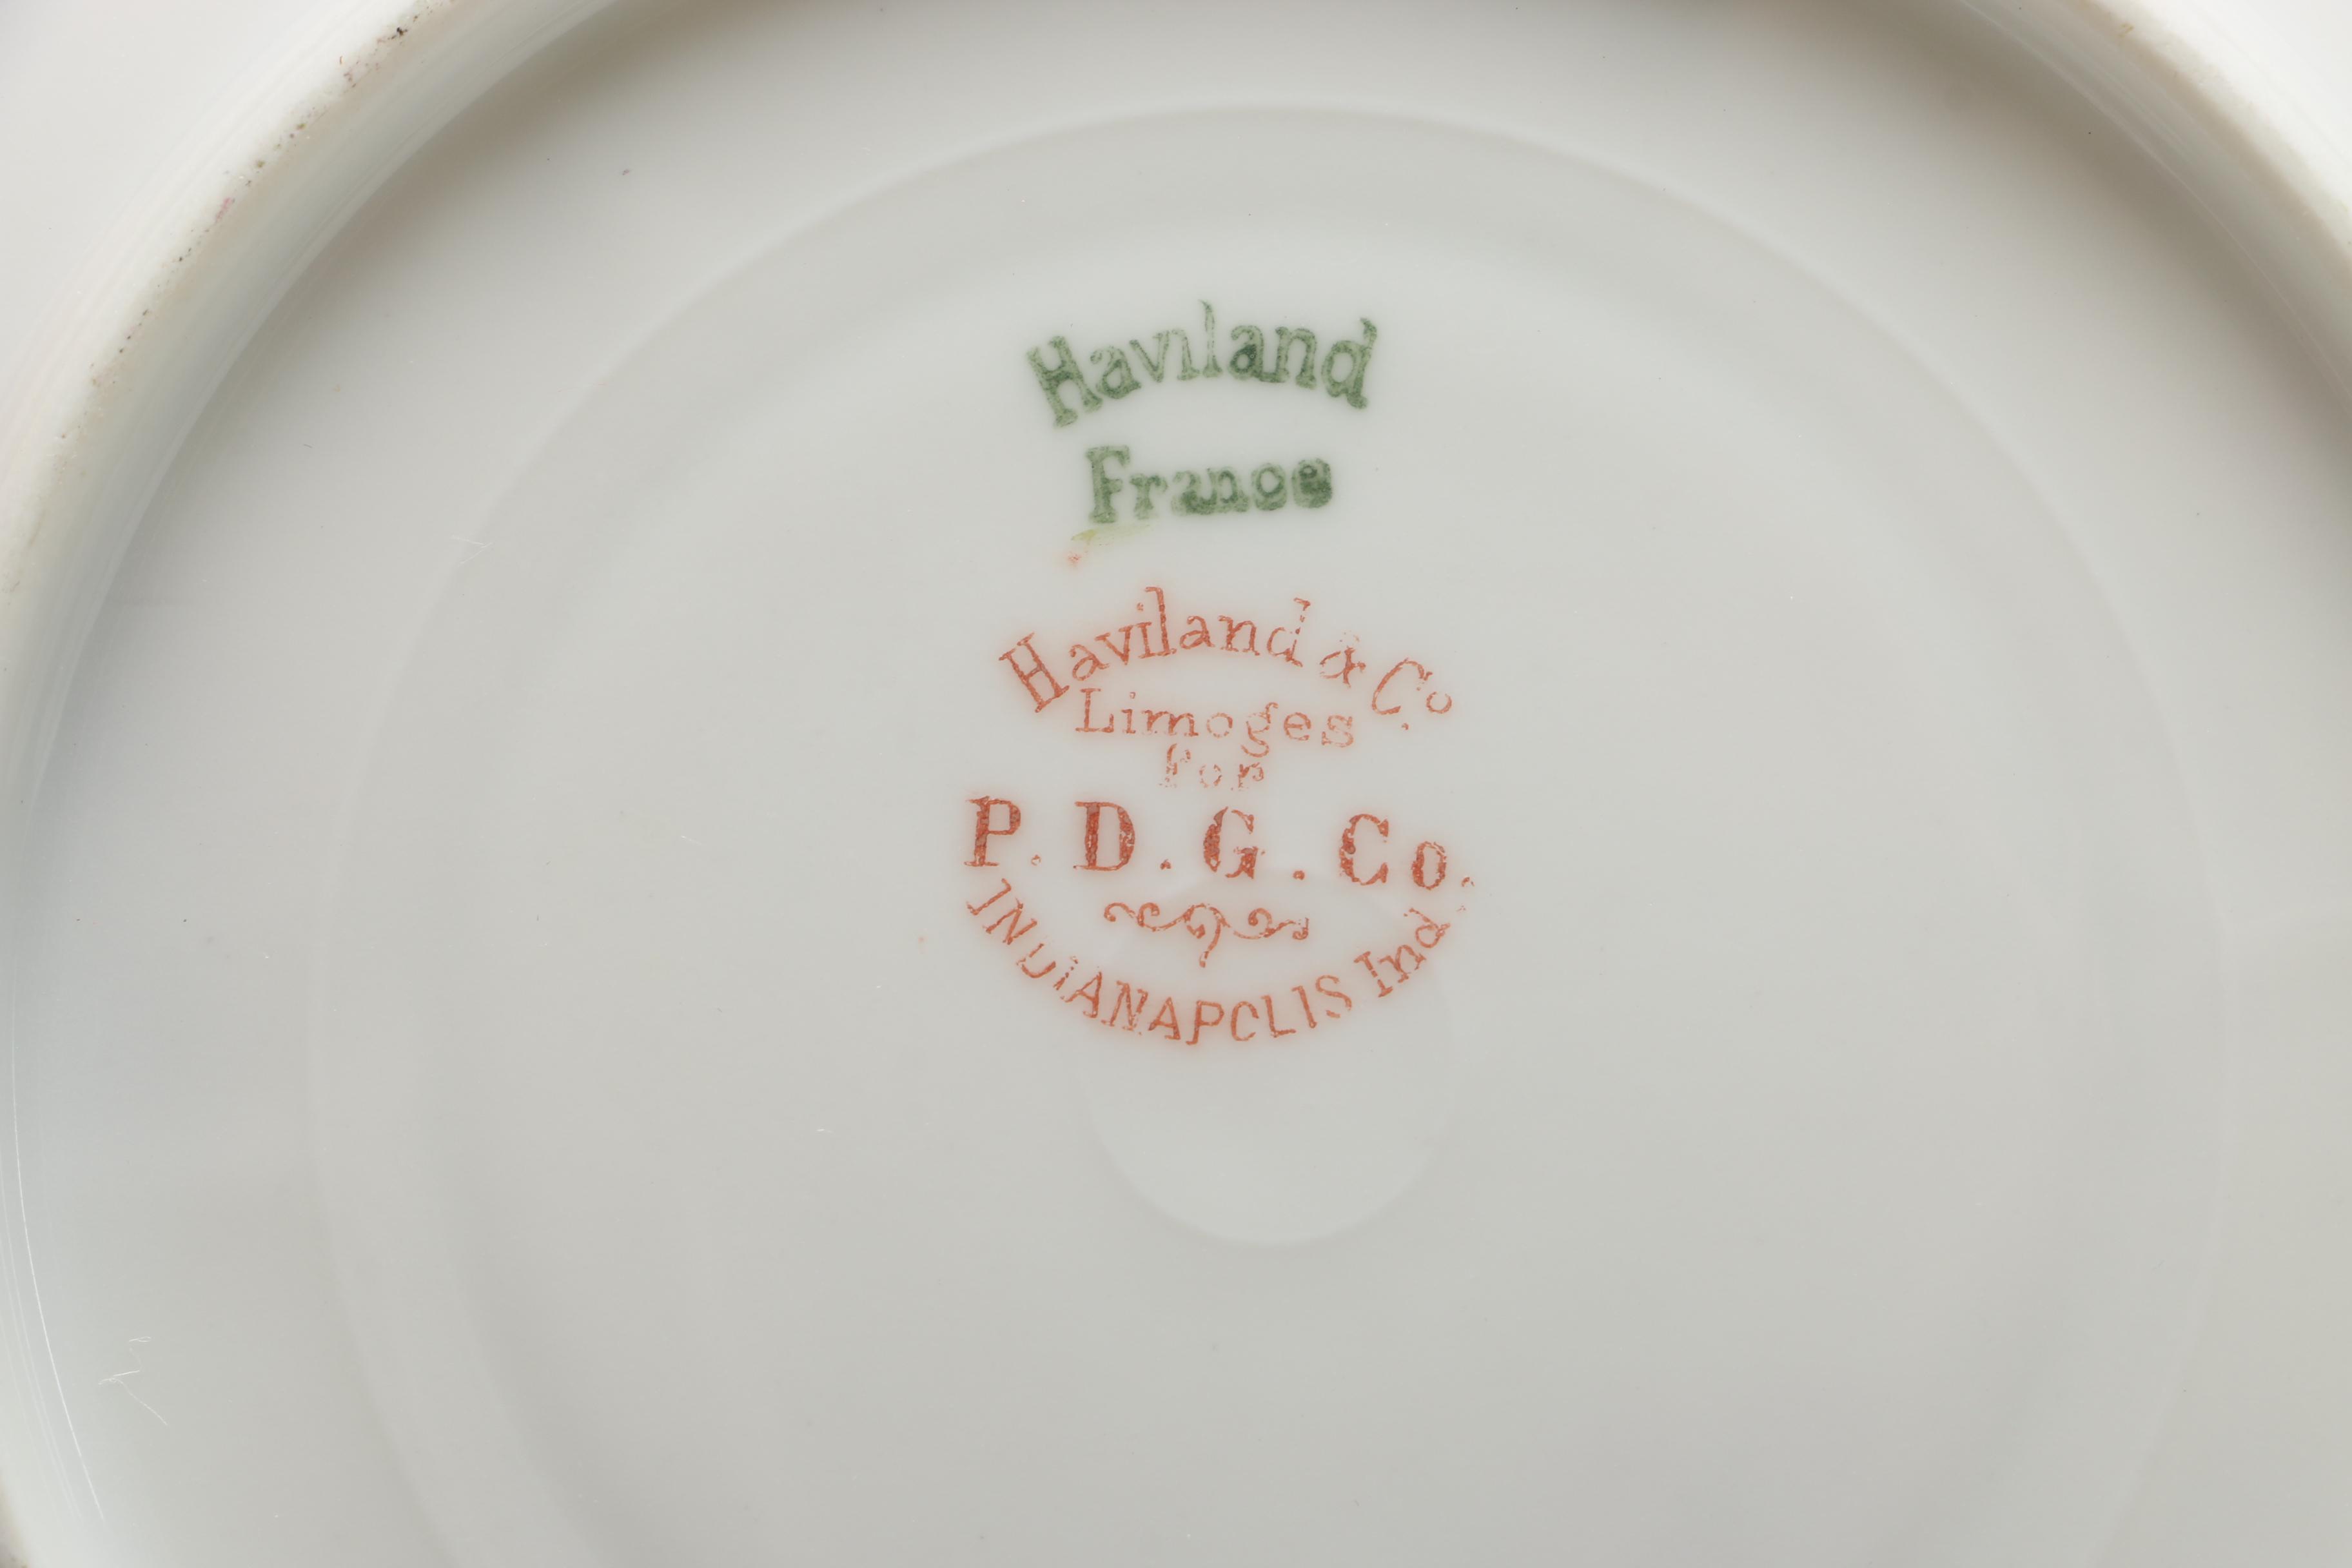 Haviland
France
Haviland & Co
Limoges
For
P. D. G. Co.
INDIANAPOLIS Ind